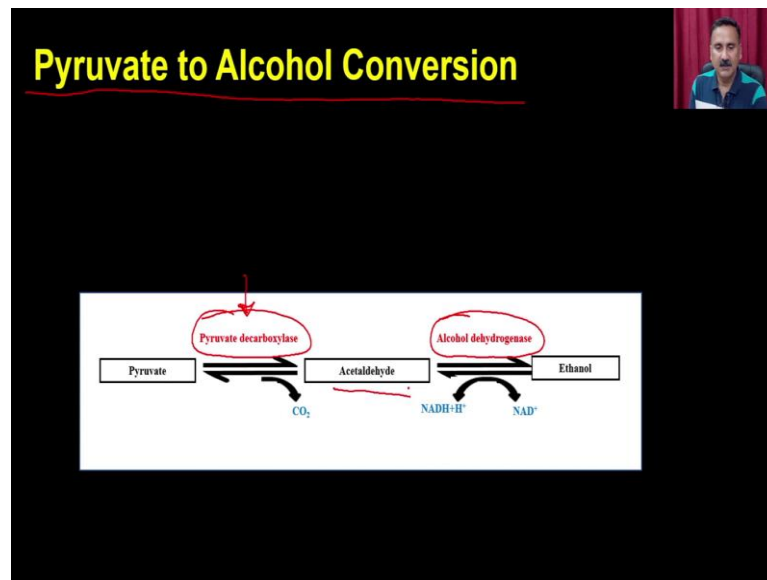 Pyruvate to Alcohol Conversion
Pyruvate decarboxylase
Alcohol dehydrogenase
Pyruvate
Acetaldehyde
Ethanol
CO₂
NADH+H⁺
NAD⁺